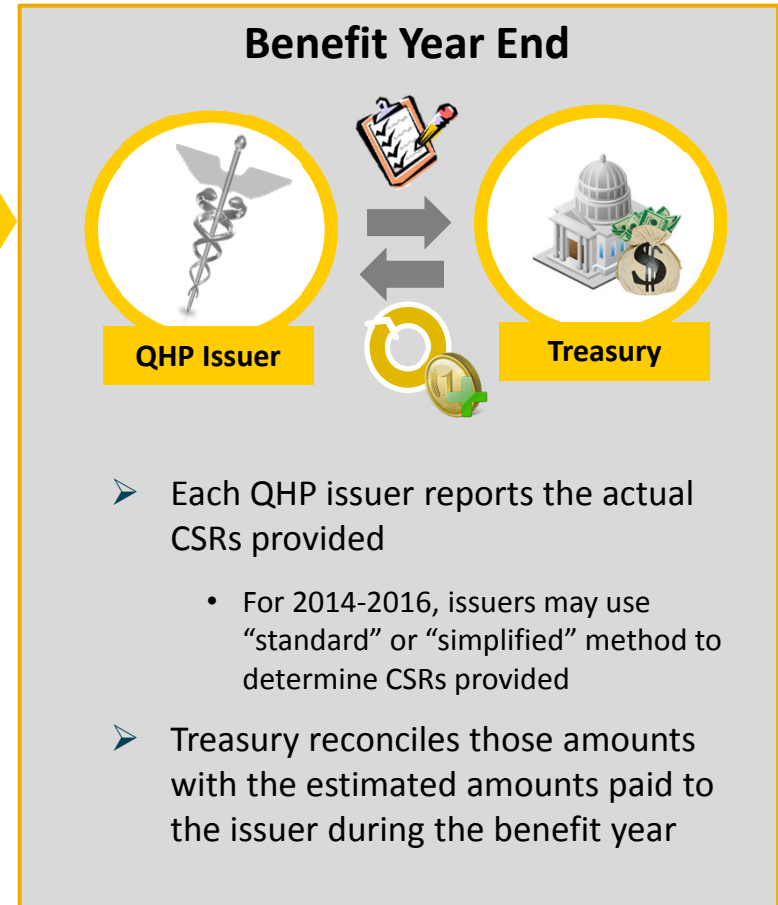 Benefit Year End
QHP Issuer
Treasury
$
1
➢ Each QHP issuer reports the actual
CSRs provided
• For 2014-2016, issuers may use
“standard” or “simplified” method to
determine CSRs provided
➢ Treasury reconciles those amounts
with the estimated amounts paid to
the issuer during the benefit year